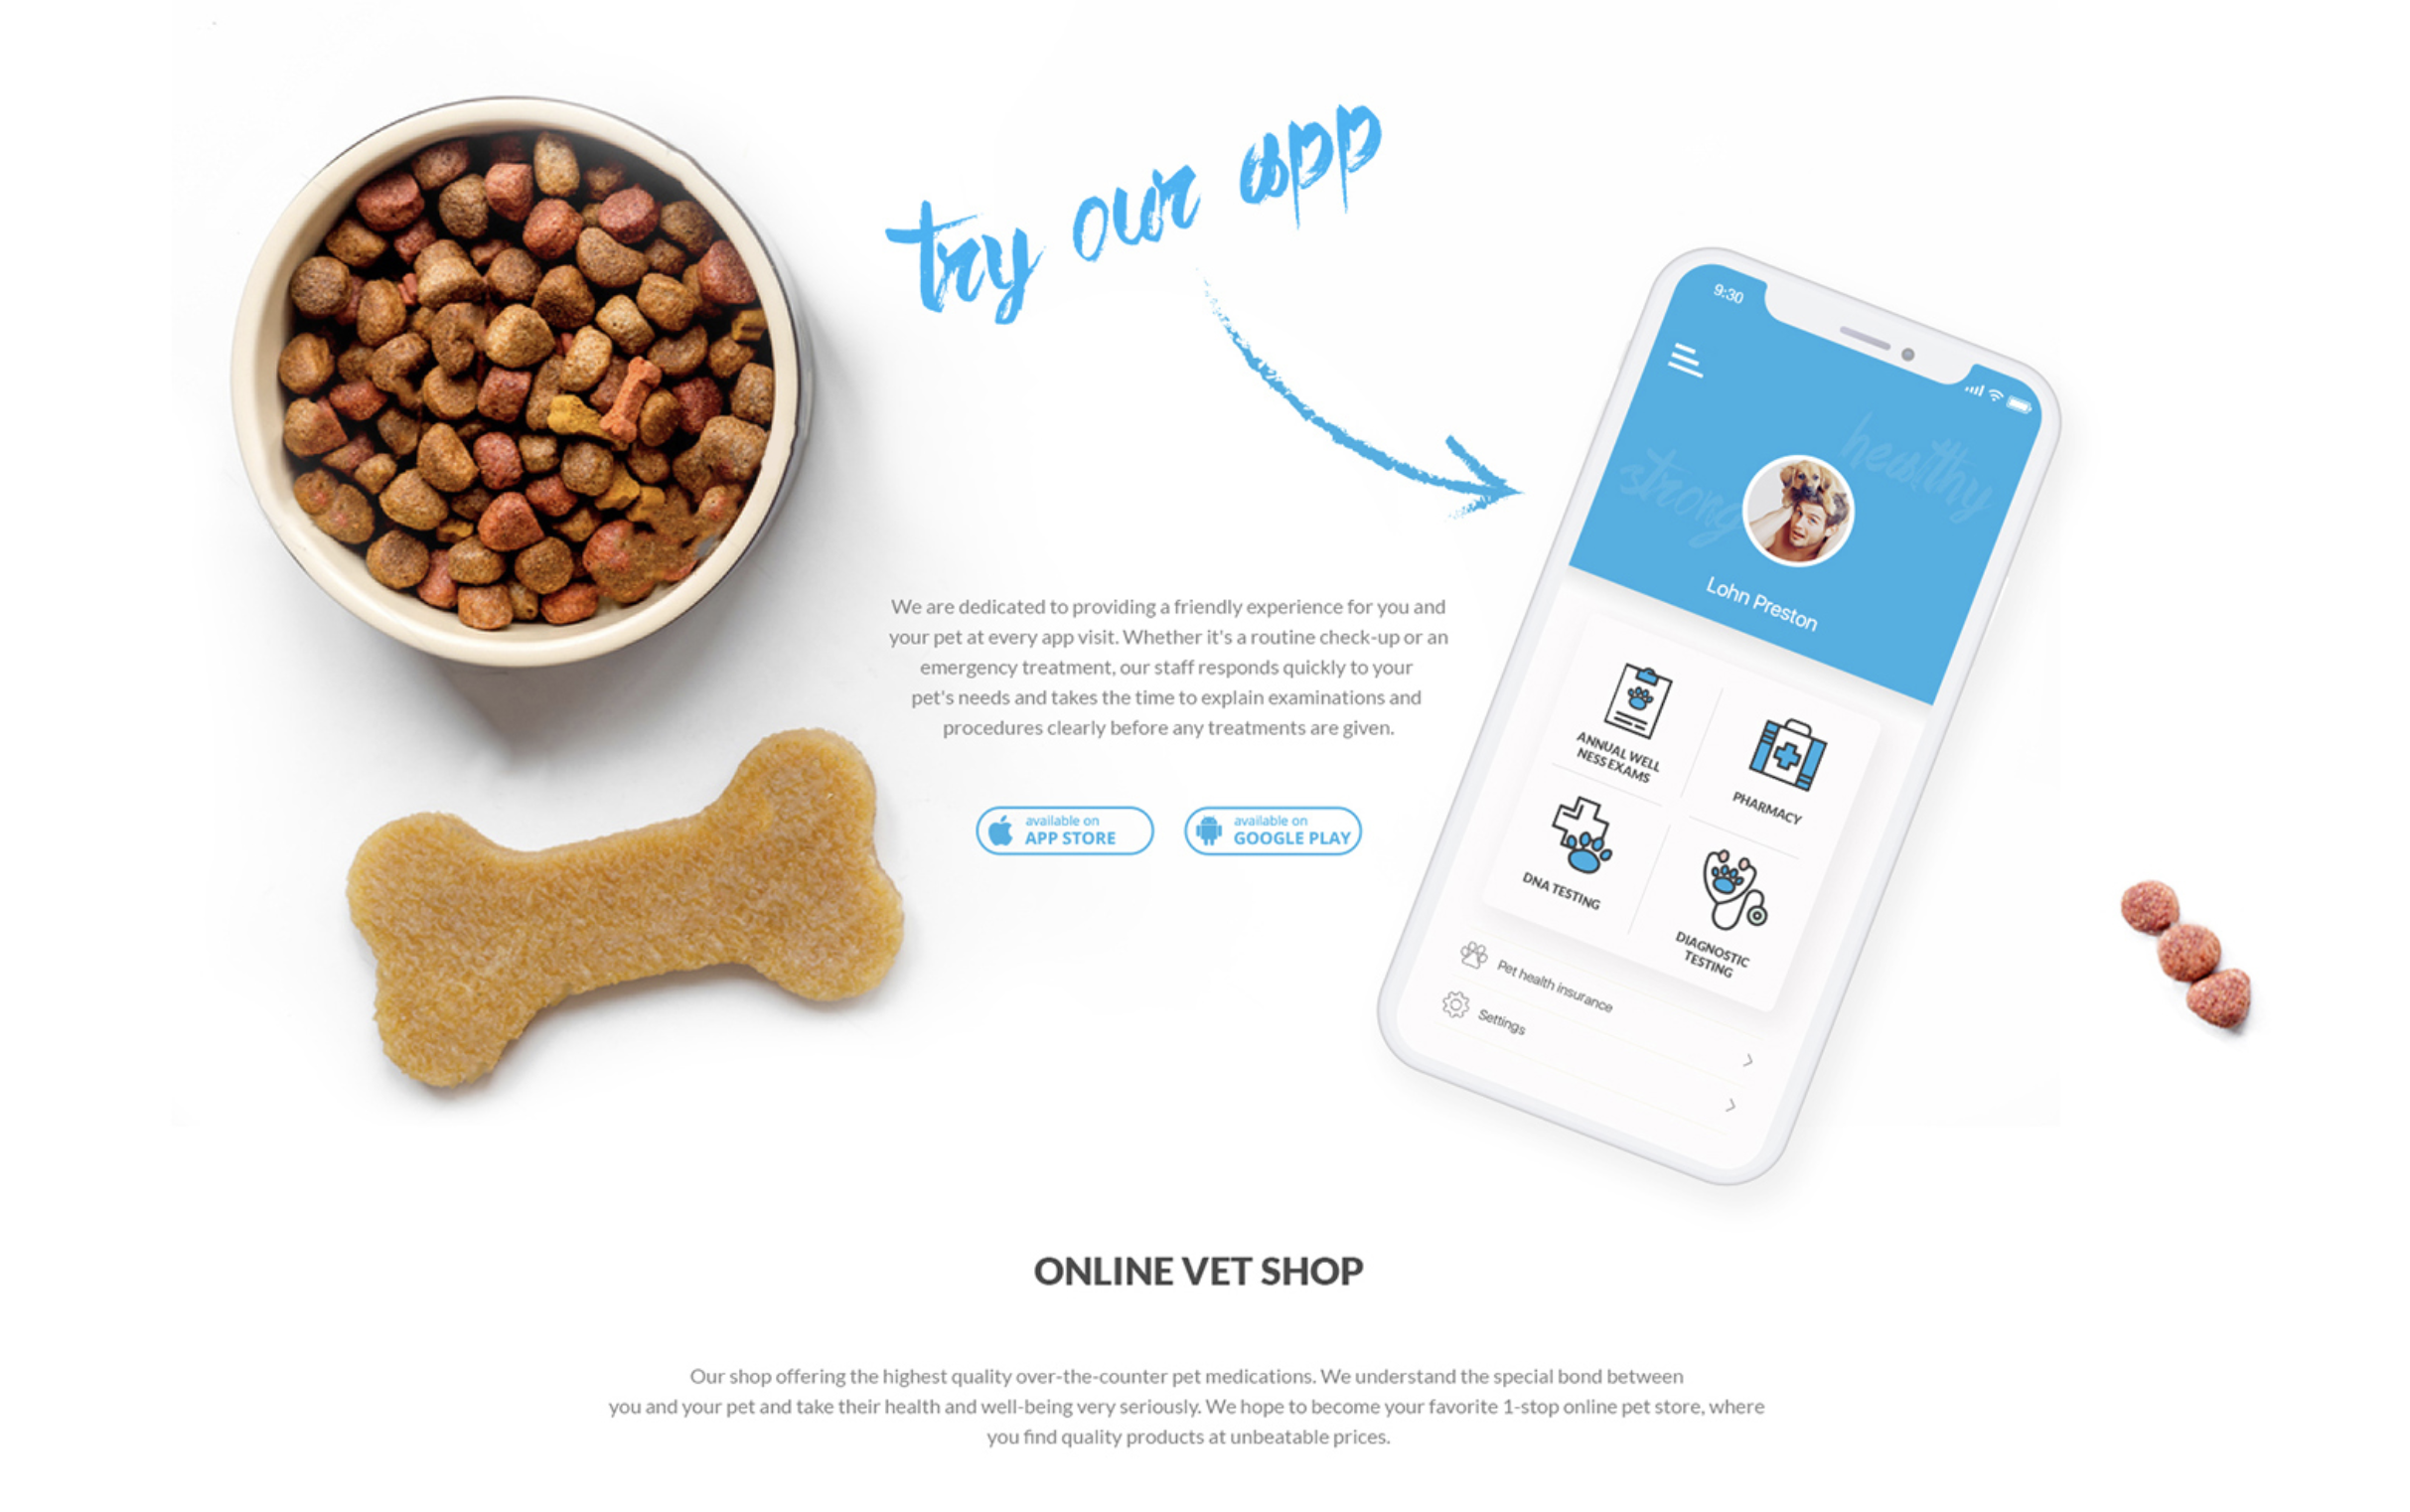 try our app
9:30
strong
healthy
Lohn Preston
We are dedicated to providing a friendly experience for you and
your pet at every app visit. Whether it's a routine check-up or an
emergency treatment, our staff responds quickly to your
pet's needs and takes the time to explain examinations and
procedures clearly before any treatments are given.
available on
APP STORE
available on
GOOGLE PLAY
ANNUAL WELL
NESS EXAMS
PHARMACY
DNA TESTING
DIAGNOSTIC
TESTING
Pet health insurance
Settings
ONLINE VET SHOP
Our shop offering the highest quality over-the-counter pet medications. We understand the special bond between
you and your pet and take their health and well-being very seriously. We hope to become your favorite 1-stop online pet store, where
you find quality products at unbeatable prices.